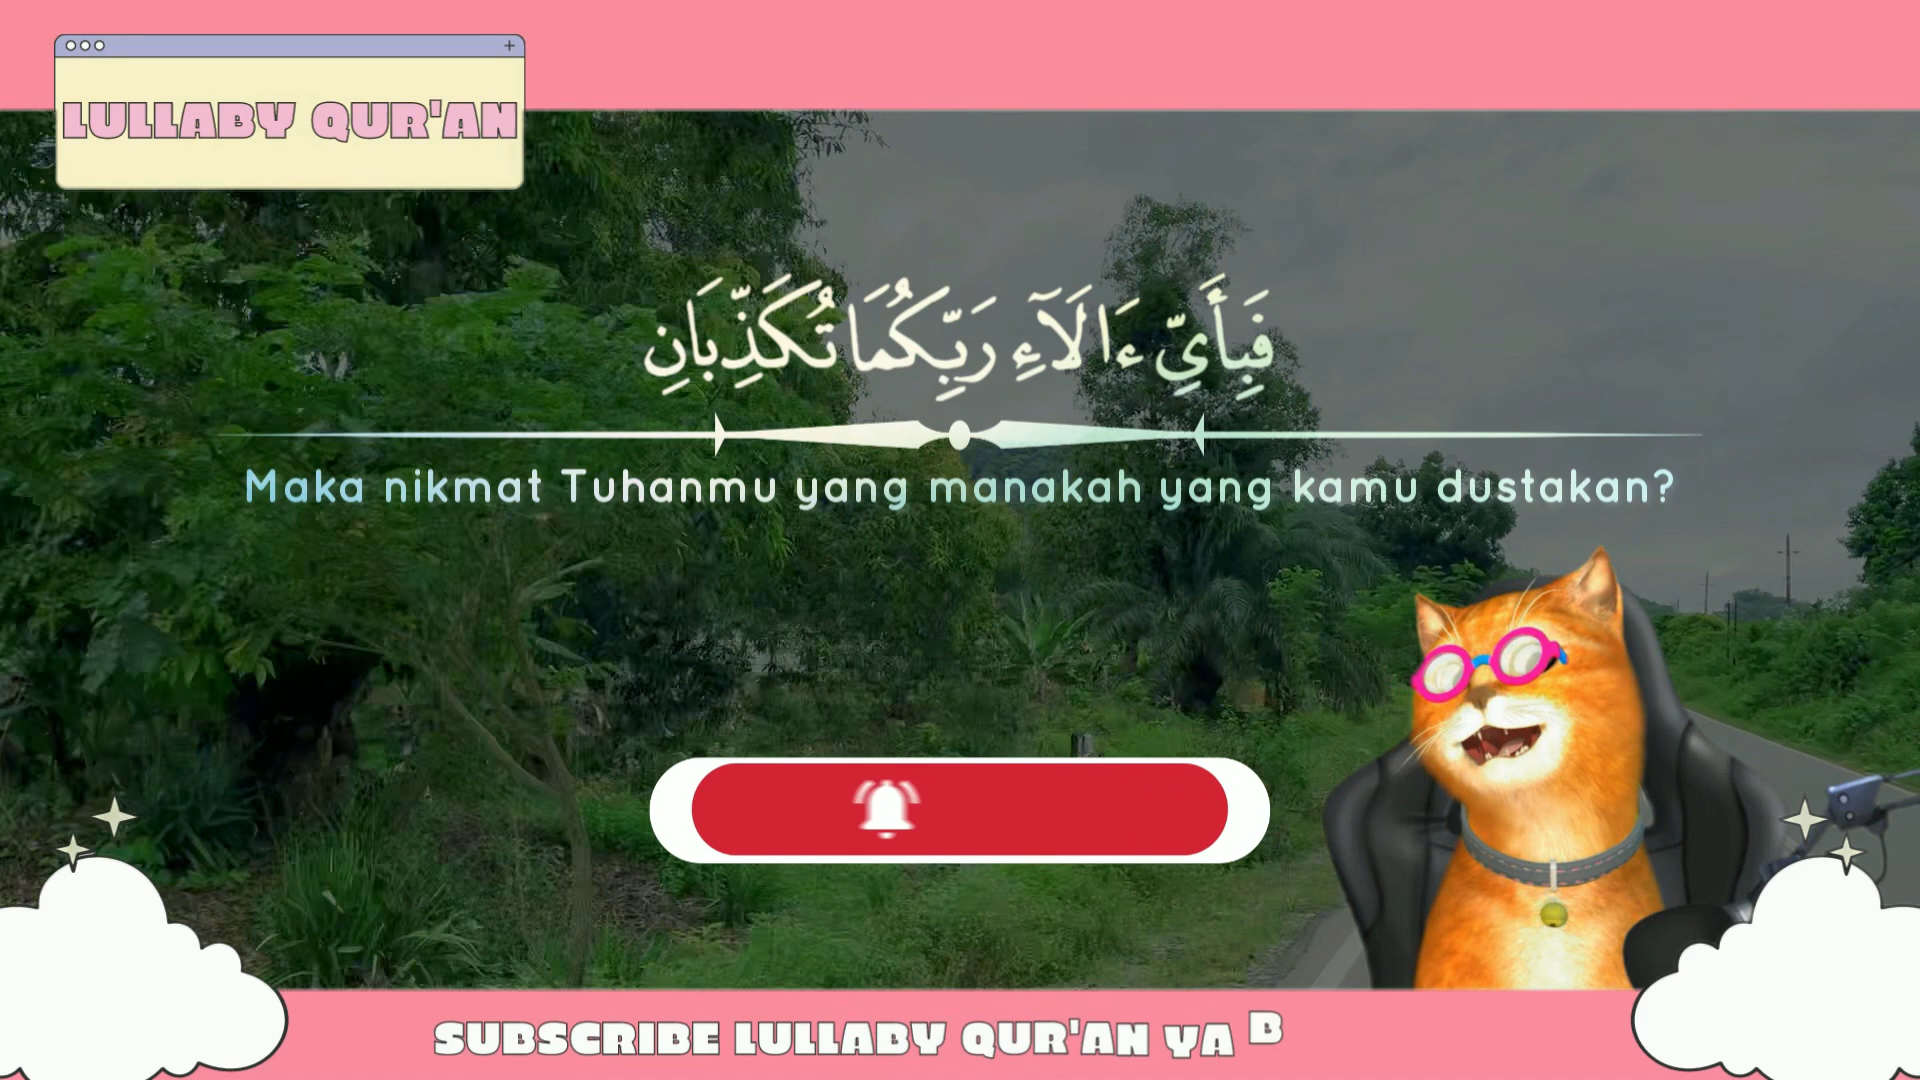 LULLABY QUR'AN
فَبِأَيِّ ءَالَآءِ رَبِّكُمَا تُكَذِّبَانِ
Maka nikmat Tuhanmu yang manakah yang kamu dustakan?
SUBSCRIBE LULLABY QUR'AN YA B